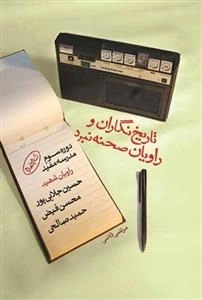 تاریخ‌نگاران و
راویان صحنه نبرد
دوره سوم
مدرسه مفید
راویان شهید
حسین جلایی‌پور
محسن فیض
حمید صالحی
مرتضی قاضی